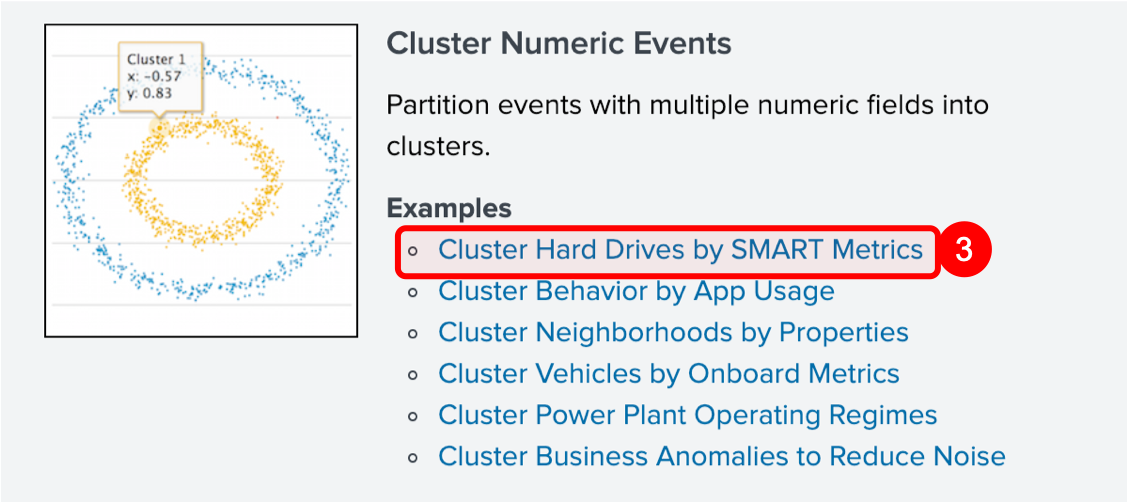 Cluster 1
x: -0.57
y: 0.83
Cluster Numeric Events
Partition events with multiple numeric fields into
clusters.
Examples
Cluster Hard Drives by SMART Metrics
3
Cluster Behavior by App Usage
Cluster Neighborhoods by Properties
Cluster Vehicles by Onboard Metrics
Cluster Power Plant Operating Regimes
Cluster Business Anomalies to Reduce Noise